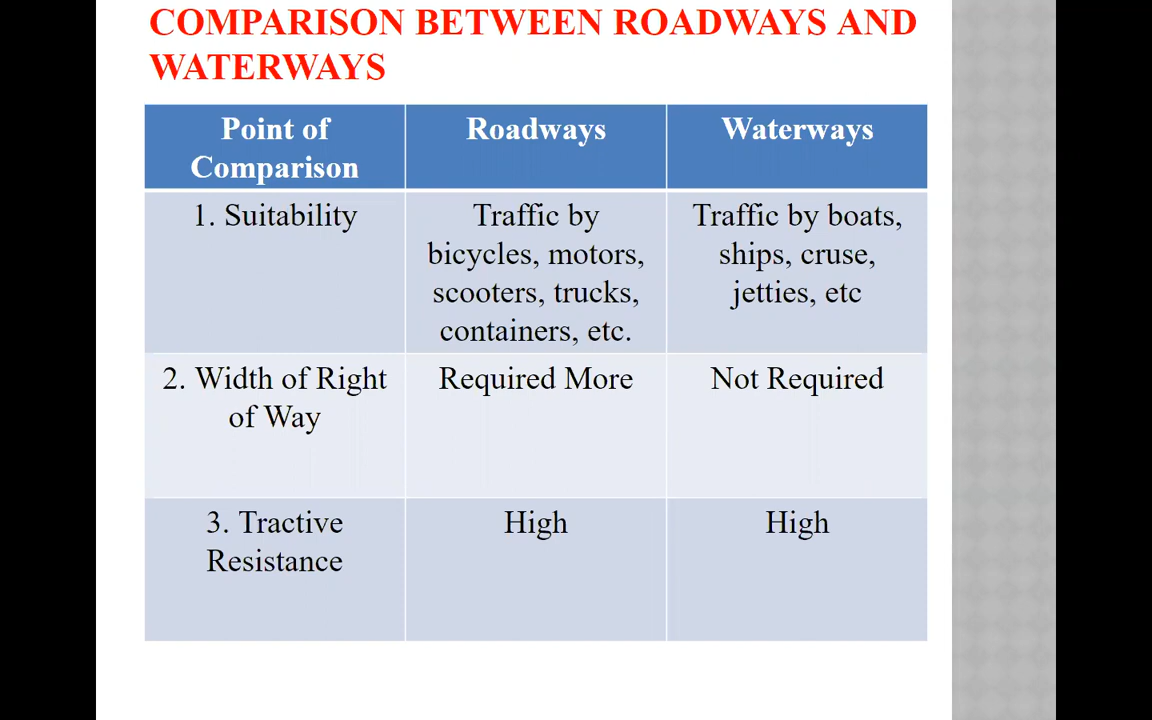 COMPARISON BETWEEN ROADWAYS AND
WATERWAYS
Point of
Comparison
Roadways
Waterways
1. Suitability
Traffic by
bicycles, motors,
scooters, trucks,
containers, etc.
Traffic by boats,
ships, cruse,
jetties, etc
2. Width of Right
of Way
Required More
Not Required
3. Tractive
Resistance
High
High